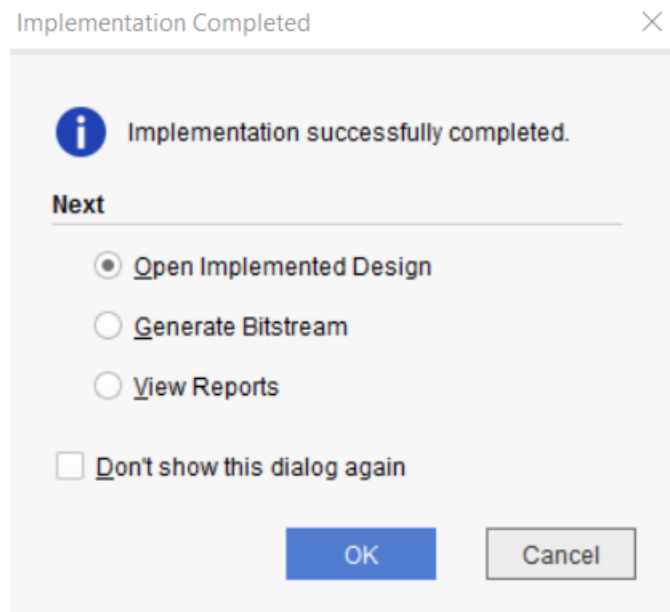 Implementation Completed
Implementation successfully completed.
Next
Open Implemented Design
Generate Bitstream
View Reports
Don't show this dialog again
OK
Cancel